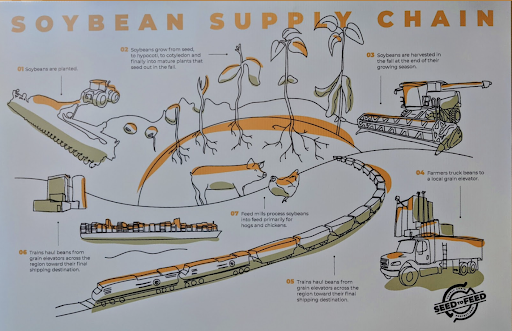 SOYBEAN SUPPLY CHAIN
01 Soybeans are planted.
02 Soybeans grow from seed,
to hypocotl, to cotyledon and
finally into mature plants that
seed out in the fall.
03 Soybeans are harvested in
the fall at the end of their
growing season.
04 Farmers truck beans to
a local grain elevator.
05 Trains haul beans from
grain elevators across the
region toward their final
shipping destination.
06 Trains haul beans from
grain elevators across the
region toward their final
shipping destination.
07 Feed mills process soybeans
into feed primarily for
hogs and chickens.
SEED TO FEED